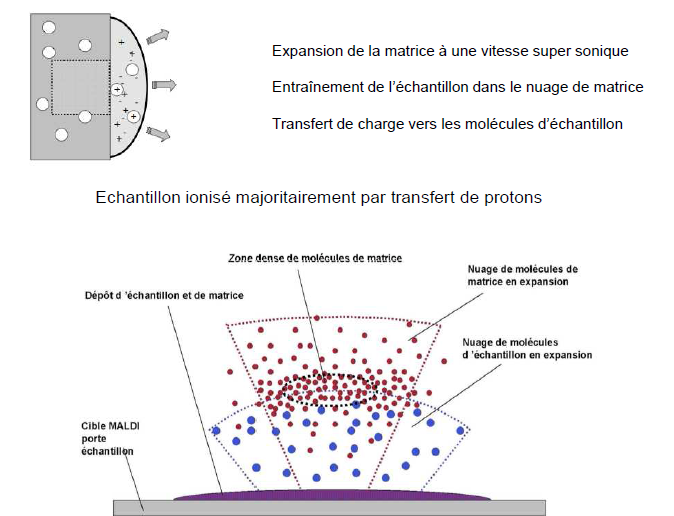 Expansion de la matrice à une vitesse super sonique
Entraînement de l'échantillon dans le nuage de matrice
Transfert de charge vers les molécules d'échantillon
Echantillon ionisé majoritairement par transfert de protons
Zone dense de molécules de matrice
Nuage de molécules de
matrice en expansion
Dépôt d 'échantillon et de matrice
Nuage de molécules
d 'échantillon en expansion
Cible MALDI
porte
échantillon